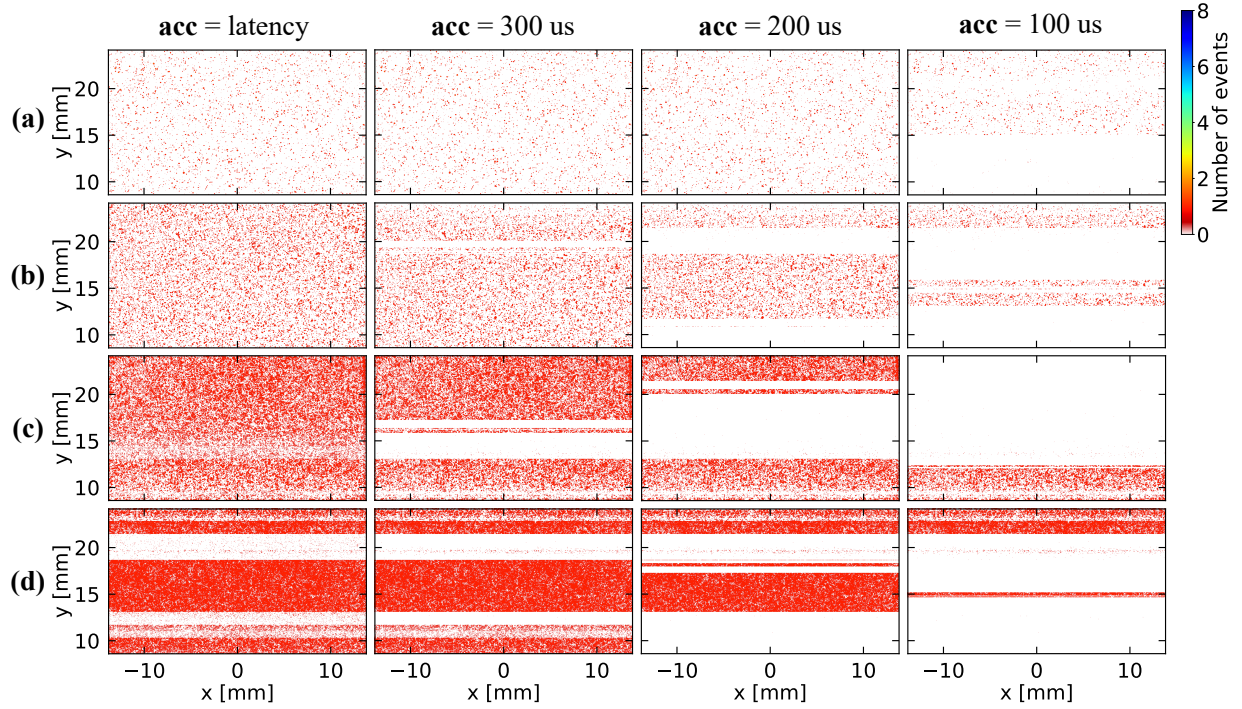 acc = latency
acc = 300 us
acc = 200 us
acc = 100 us
8
6
4
2
0
Number of events
(a)
y [mm]
20
15
10
(b)
y [mm]
20
15
10
(c)
y [mm]
20
15
10
(d)
y [mm]
20
15
10
−10 0 10
−10 0 10
−10 0 10
−10 0 10
x [mm]
x [mm]
x [mm]
x [mm]